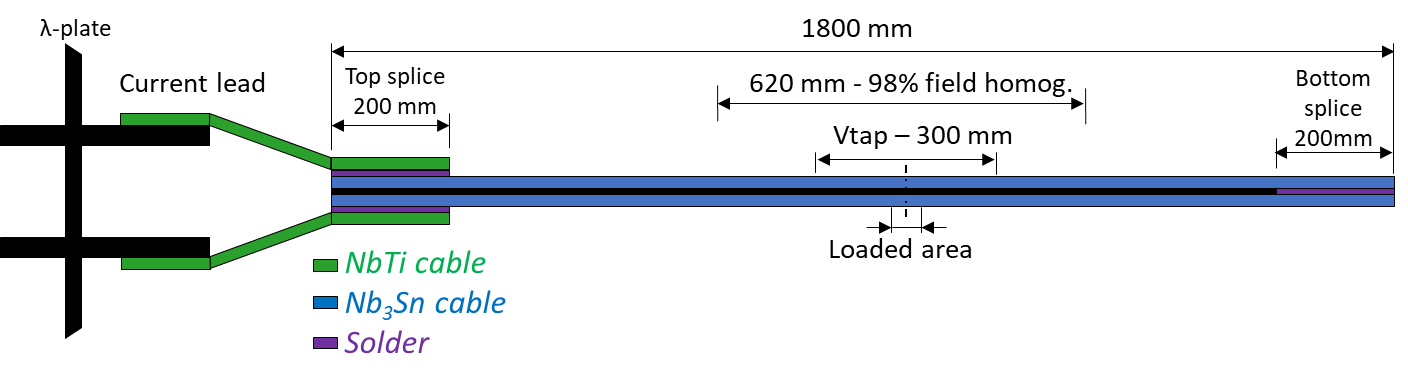 λ-plate
1800 mm
Current lead
Top splice
200 mm
620 mm - 98% field homog.
Bottom
splice
200mm
Vtap – 300 mm
Loaded area
NbTi cable
Nb₃Sn cable
Solder